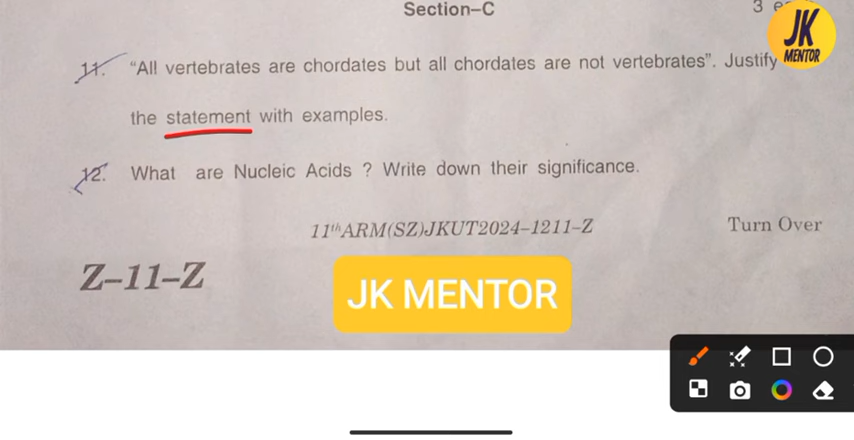 Section–C
3
JK
MENTOR
11. "All vertebrates are chordates but all chordates are not vertebrates". Justify
the statement with examples.
12. What are Nucleic Acids ? Write down their significance.
11thARM(SZ)JKUT2024–1211–Z
Turn Over
Z–11–Z
JK MENTOR